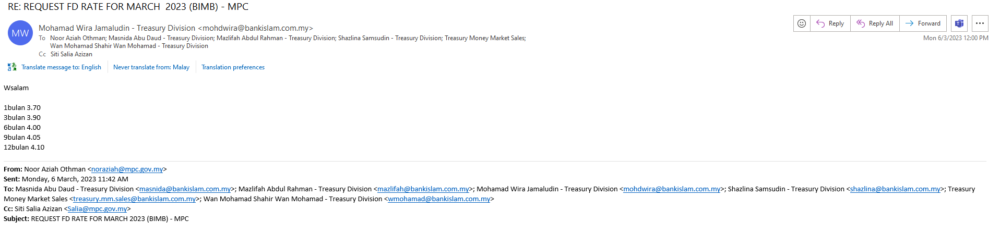 RE: REQUEST FD RATE FOR MARCH  2023 (BIMB) - MPC
MW
Mohamad Wira Jamaludin - Treasury Division <mohdwira@bankislam.com.my>
To Noor Aziah Othman; Masnida Abu Daud - Treasury Division; Mazlifah Abdul Rahman - Treasury Division; Shazlina Samsudin - Treasury Division; Treasury Money Market Sales;
Wan Mohamad Shahir Wan Mohamad - Treasury Division
Cc Siti Salia Azizan
Reply Reply All Forward
Mon 6/3/2023 12:00 PM
Translate message to: English Never translate from: Malay Translation preferences
Wsalam
1bulan 3.70
3bulan 3.90
6bulan 4.00
9bulan 4.05
12bulan 4.10
From: Noor Aziah Othman <noraziah@mpc.gov.my>
Sent: Monday, 6 March, 2023 11:42 AM
To: Masnida Abu Daud - Treasury Division <masnida@bankislam.com.my>; Mazlifah Abdul Rahman - Treasury Division <mazlifah@bankislam.com.my>; Mohamad Wira Jamaludin - Treasury Division <mohdwira@bankislam.com.my>; Shazlina Samsudin - Treasury Division <shazlina@bankislam.com.my>; Treasury
Money Market Sales <treasury.mm.sales@bankislam.com.my>; Wan Mohamad Shahir Wan Mohamad - Treasury Division <wmohamad@bankislam.com.my>
Cc: Siti Salia Azizan <Salia@mpc.gov.my>
Subject: REQUEST FD RATE FOR MARCH 2023 (BIMB) - MPC